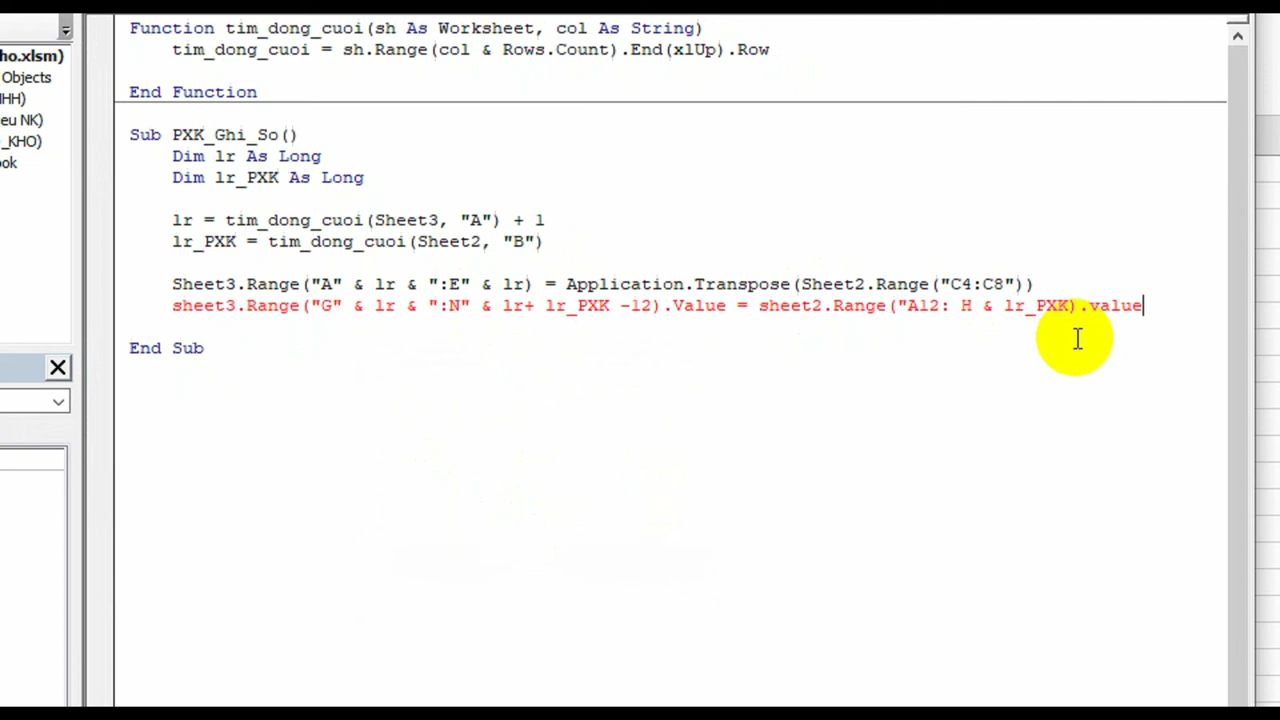 ho.xlsm)
Objects
HH)
eu NK)
_KHO)
ok
Function tim_dong_cuoi(sh As Worksheet, col As String)
tim_dong_cuoi = sh.Range(col & Rows.Count).End(xlUp).Row
End Function
Sub PXK_Ghi_So()
Dim lr As Long
Dim lr_PXK As Long
lr = tim_dong_cuoi(Sheet3, "A") + 1
lr_PXK = tim_dong_cuoi(Sheet2, "B")
Sheet3.Range("A" & lr & ":E" & lr) = Application.Transpose(Sheet2.Range("C4:C8"))
sheet3.Range("G" & lr & ":N" & lr+ lr_PXK -12).Value = sheet2.Range("A12: H & lr_PXK).value
End Sub